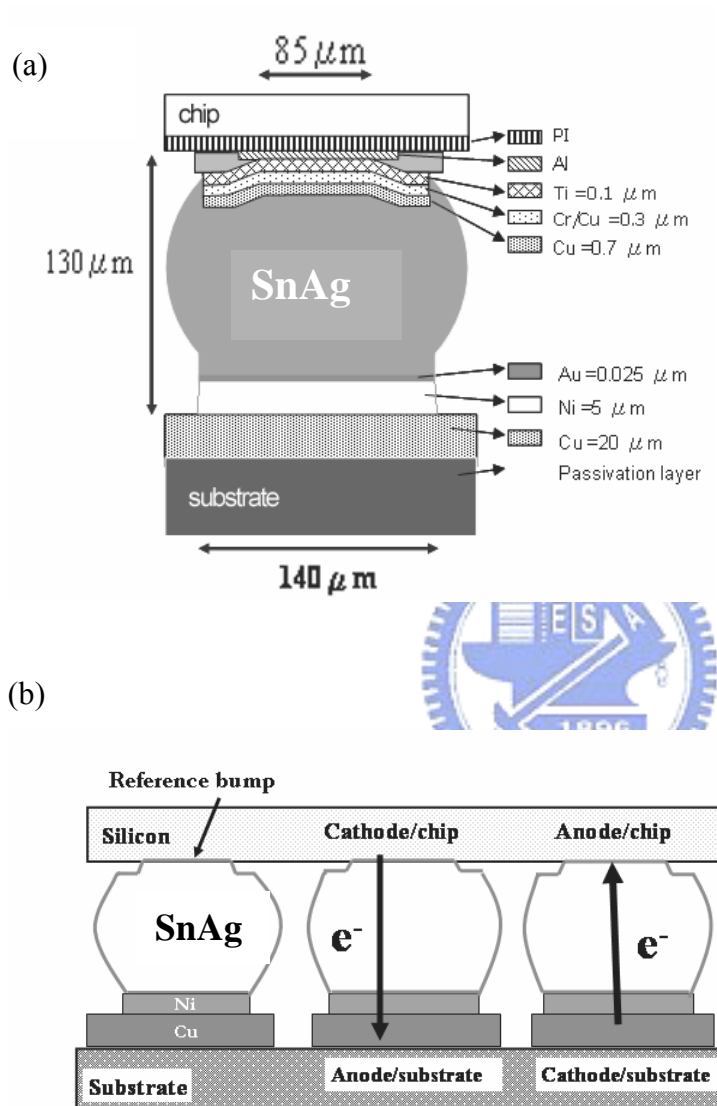 (a)
85 μm
chip
PI
Al
Ti =0.1 μm
Cr/Cu =0.3 μm
Cu =0.7 μm
130 μm
SnAg
Au =0.025 μm
Ni =5 μm
Cu =20 μm
Passivation layer
substrate
140 μm
E S A
1896
(b)
Reference bump
Silicon
Cathode/chip
Anode/chip
SnAg
e-
e-
Ni
Cu
Substrate
Anode/substrate
Cathode/substrate